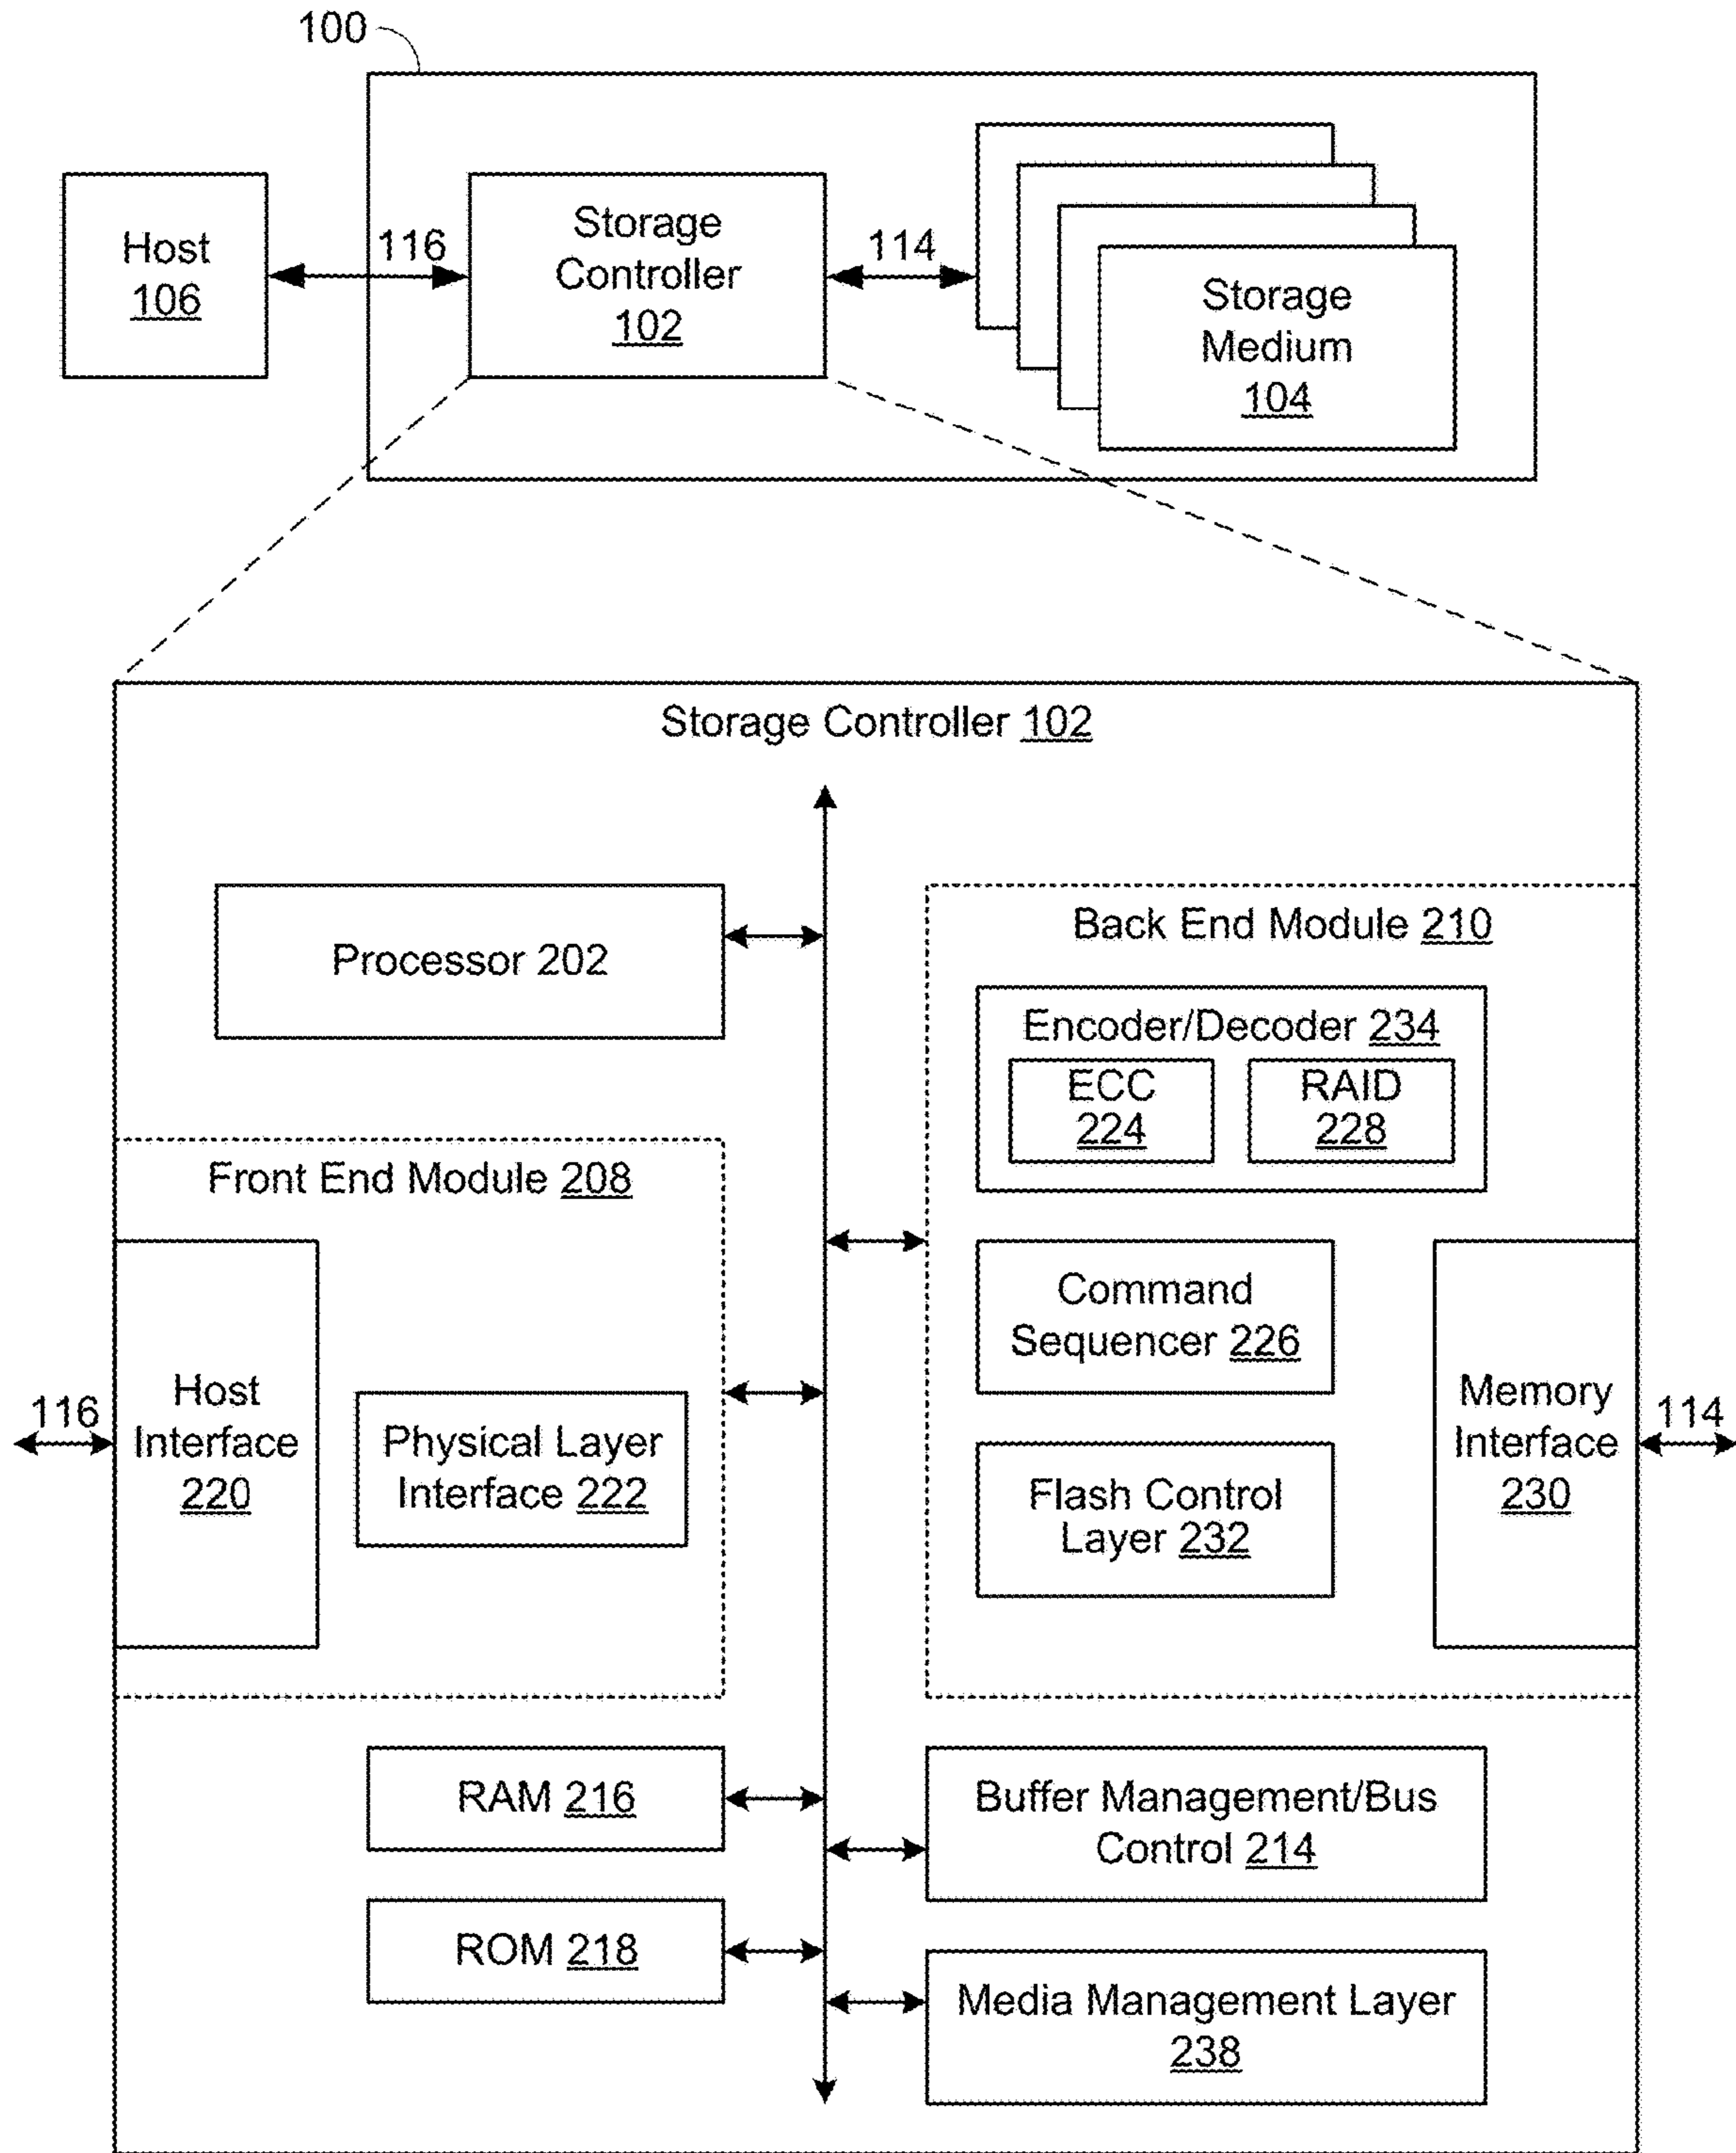 100
Host
106
116
Storage
Controller
102
114
Storage
Medium
104
Storage Controller 102
Processor 202
Back End Module 210
Encoder/Decoder 234
ECC
224
RAID
228
Front End Module 208
Command
Sequencer 226
116
Host
Interface
220
Physical Layer
Interface 222
Flash Control
Layer 232
Memory
Interface
230
114
RAM 216
Buffer Management/Bus
Control 214
ROM 218
Media Management Layer
238